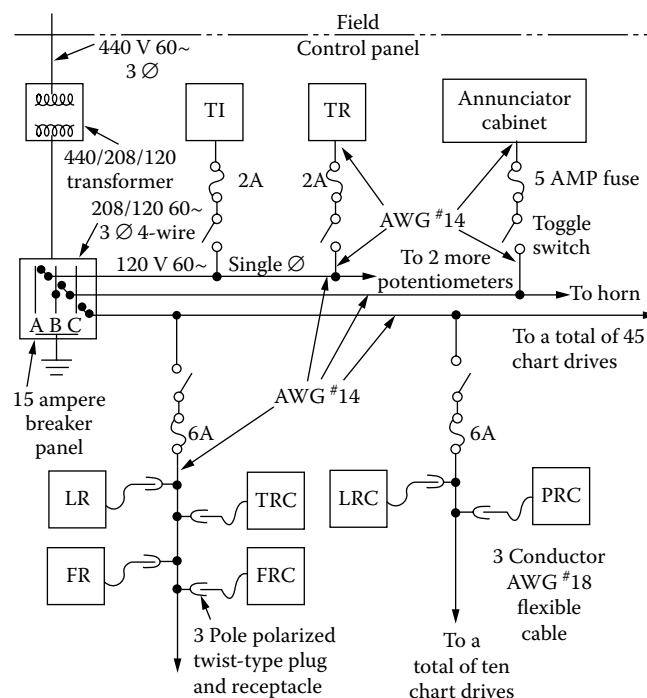 Field
Control panel
440 V 60~
3 Ø
TI
TR
Annunciator
cabinet
440/208/120
transformer
2A
2A
5 AMP fuse
208/120 60~
3 Ø 4-wire
AWG #14
Toggle
switch
120 V 60~
Single Ø
To 2 more
potentiometers
To horn
A B C
To a total of 45
chart drives
15 ampere
breaker
panel
AWG #14
6A
6A
LR
TRC
LRC
PRC
FR
FRC
3 Conductor
AWG #18
flexible
cable
3 Pole polarized
twist-type plug
and receptacle
To a
total of ten
chart drives